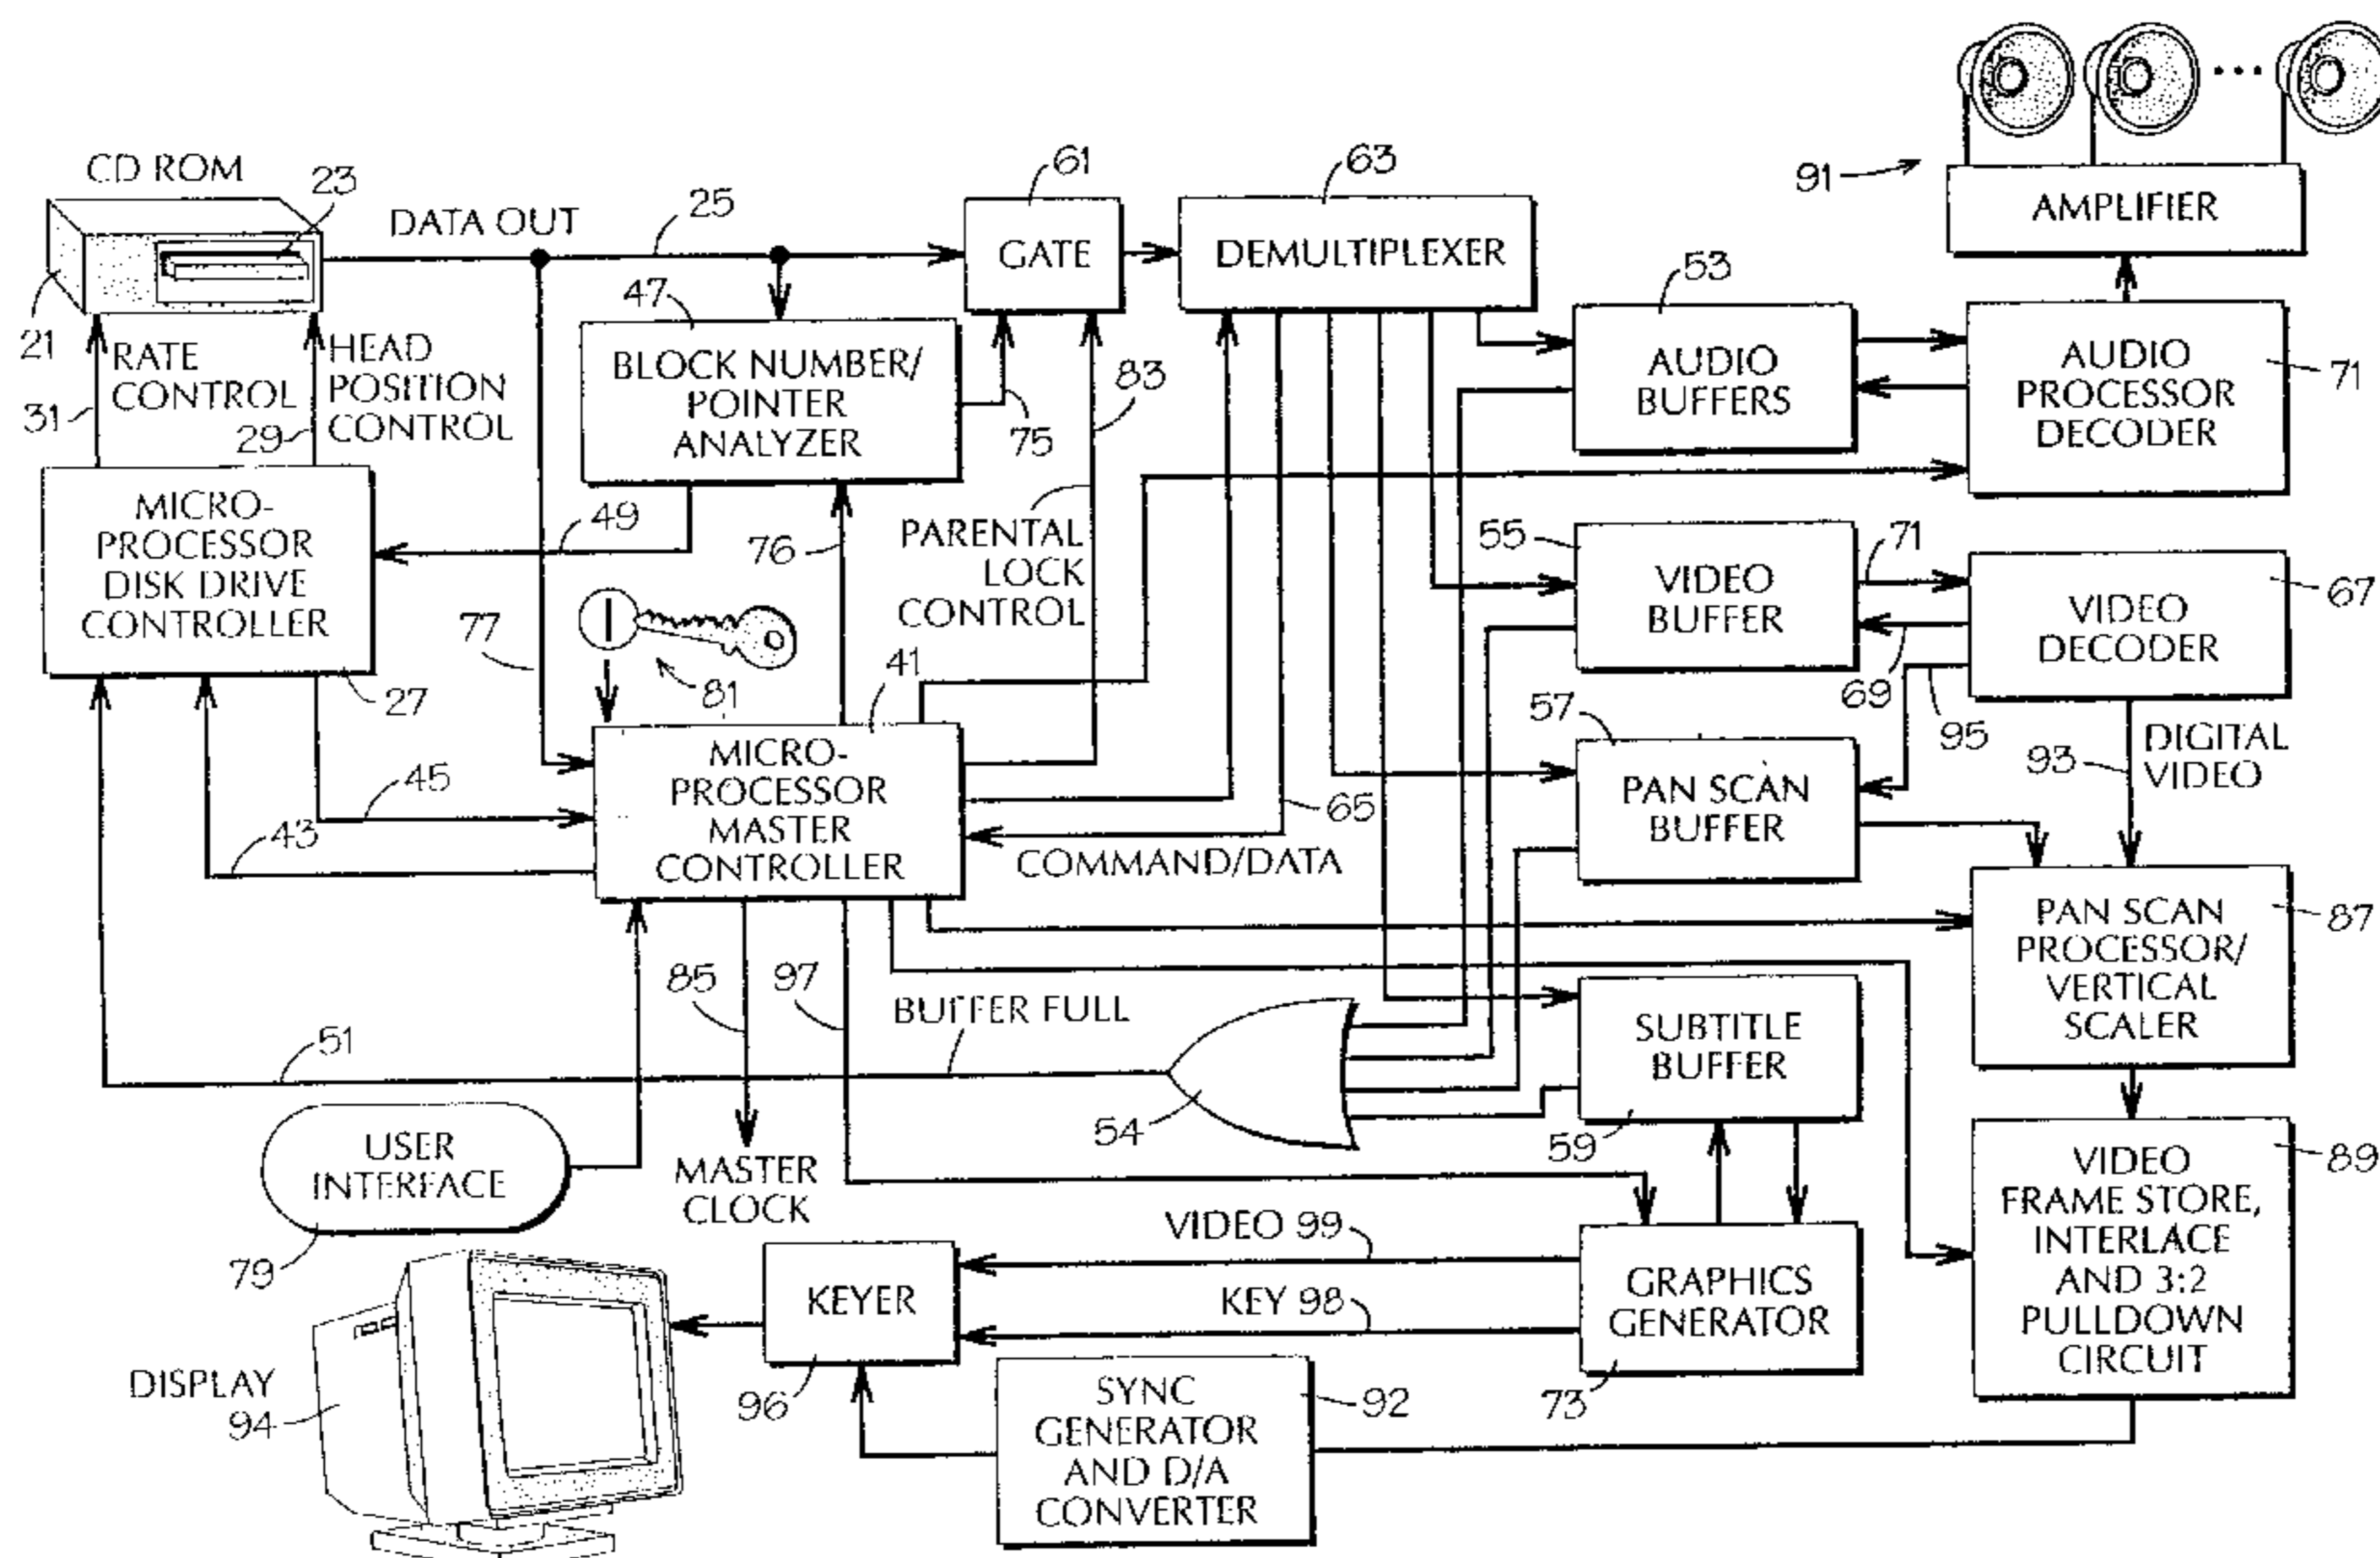 CD ROM
23
DATA OUT
25
61
63
91
AMPLIFIER
GATE
DEMULTIPLEXER
53
21
RATE
CONTROL
31
HEAD
POSITION
CONTROL
29
47
BLOCK NUMBER/
POINTER
ANALYZER
75
83
AUDIO
BUFFERS
AUDIO
PROCESSOR
DECODER
71
MICRO-
PROCESSOR
DISK DRIVE
CONTROLLER
27
49
77
76
PARENTAL
LOCK
CONTROL
55
VIDEO
BUFFER
71
69
VIDEO
DECODER
67
95
81
41
MICRO-
PROCESSOR
MASTER
CONTROLLER
45
43
65
COMMAND/DATA
57
PAN SCAN
BUFFER
93
DIGITAL
VIDEO
PAN SCAN
PROCESSOR/
VERTICAL
SCALER
87
85
97
BUFFER FULL
51
54
SUBTITLE
BUFFER
59
USER
INTERFACE
79
MASTER
CLOCK
VIDEO 99
KEY 98
KEYER
96
GRAPHICS
GENERATOR
73
VIDEO
FRAME STORE,
INTERLACE
AND 3:2
PULLDOWN
CIRCUIT
89
DISPLAY
94
SYNC
GENERATOR
AND D/A
CONVERTER
92